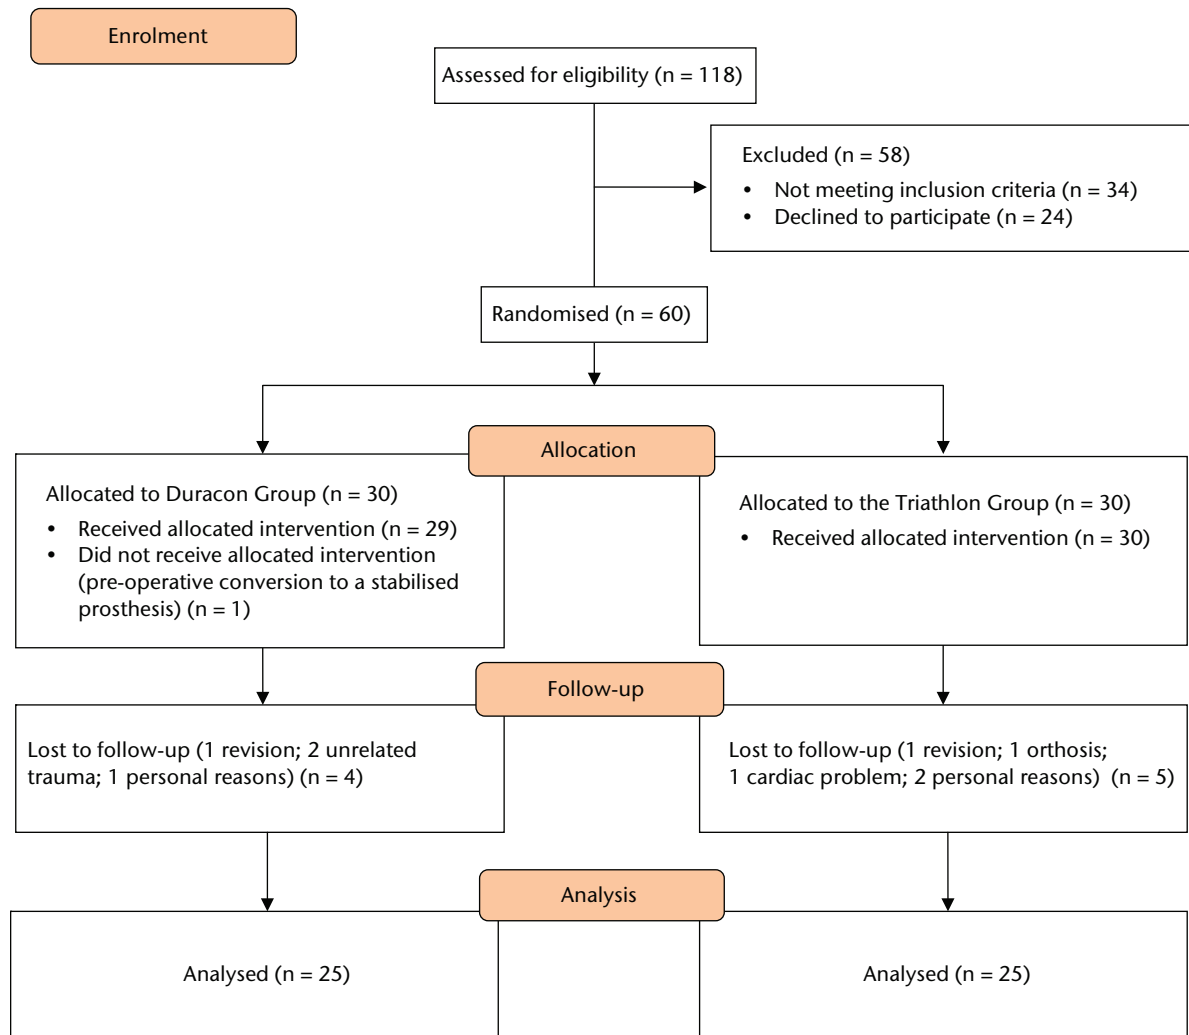 Enrolment
Assessed for eligibility (n = 118)
Excluded (n = 58)
• Not meeting inclusion criteria (n = 34)
• Declined to participate (n = 24)
Randomised (n = 60)
Allocation
Allocated to Duracon Group (n = 30)
• Received allocated intervention (n = 29)
• Did not receive allocated intervention
(pre-operative conversion to a stabilised
prosthesis) (n = 1)
Allocated to the Triathlon Group (n = 30)
• Received allocated intervention (n = 30)
Follow-up
Lost to follow-up (1 revision; 2 unrelated
trauma; 1 personal reasons) (n = 4)
Lost to follow-up (1 revision; 1 orthosis;
1 cardiac problem; 2 personal reasons) (n = 5)
Analysis
Analysed (n = 25)
Analysed (n = 25)